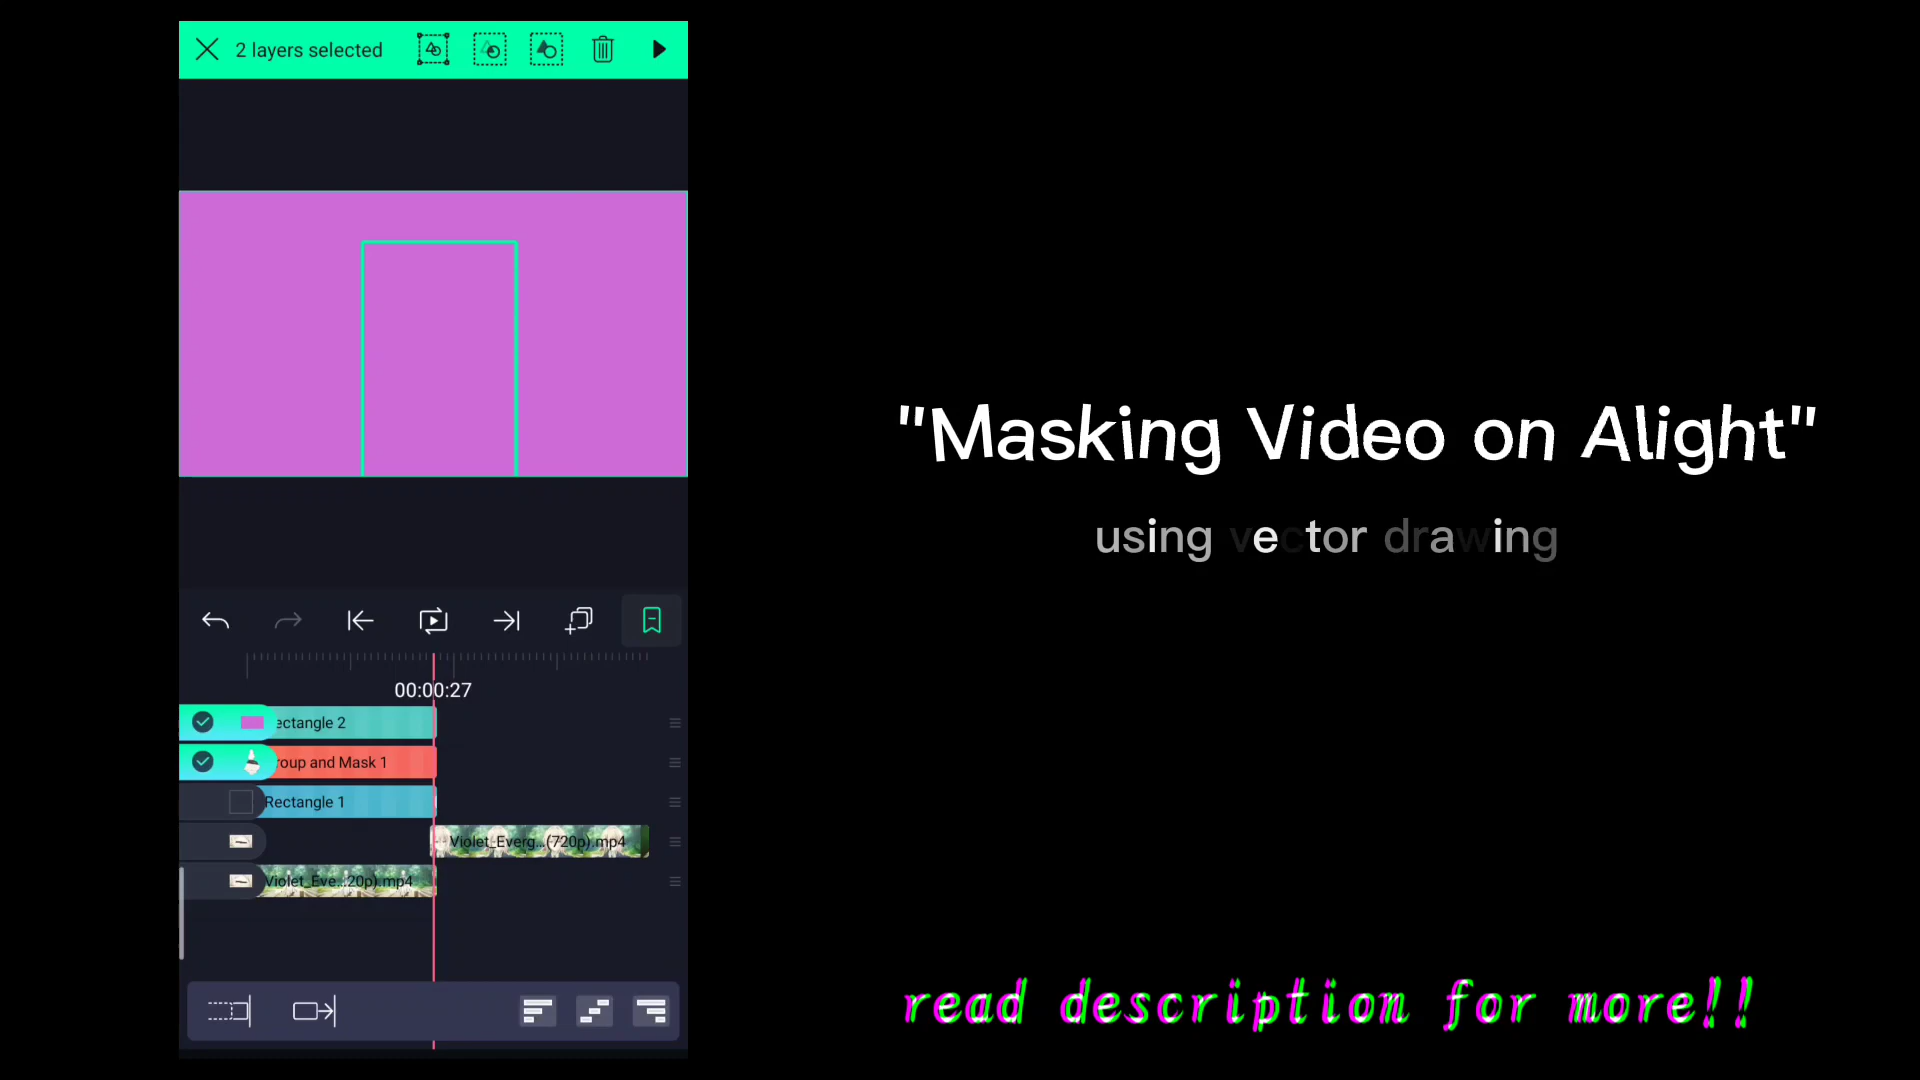 2 layers selected
"Masking Video on Alight"
using vector drawing
00:00:27
ectangle 2
roup and Mask 1
Rectangle 1
Violet_Everg...(720p).mp4
Violet_Eve...20p).mp4
read description for more!!